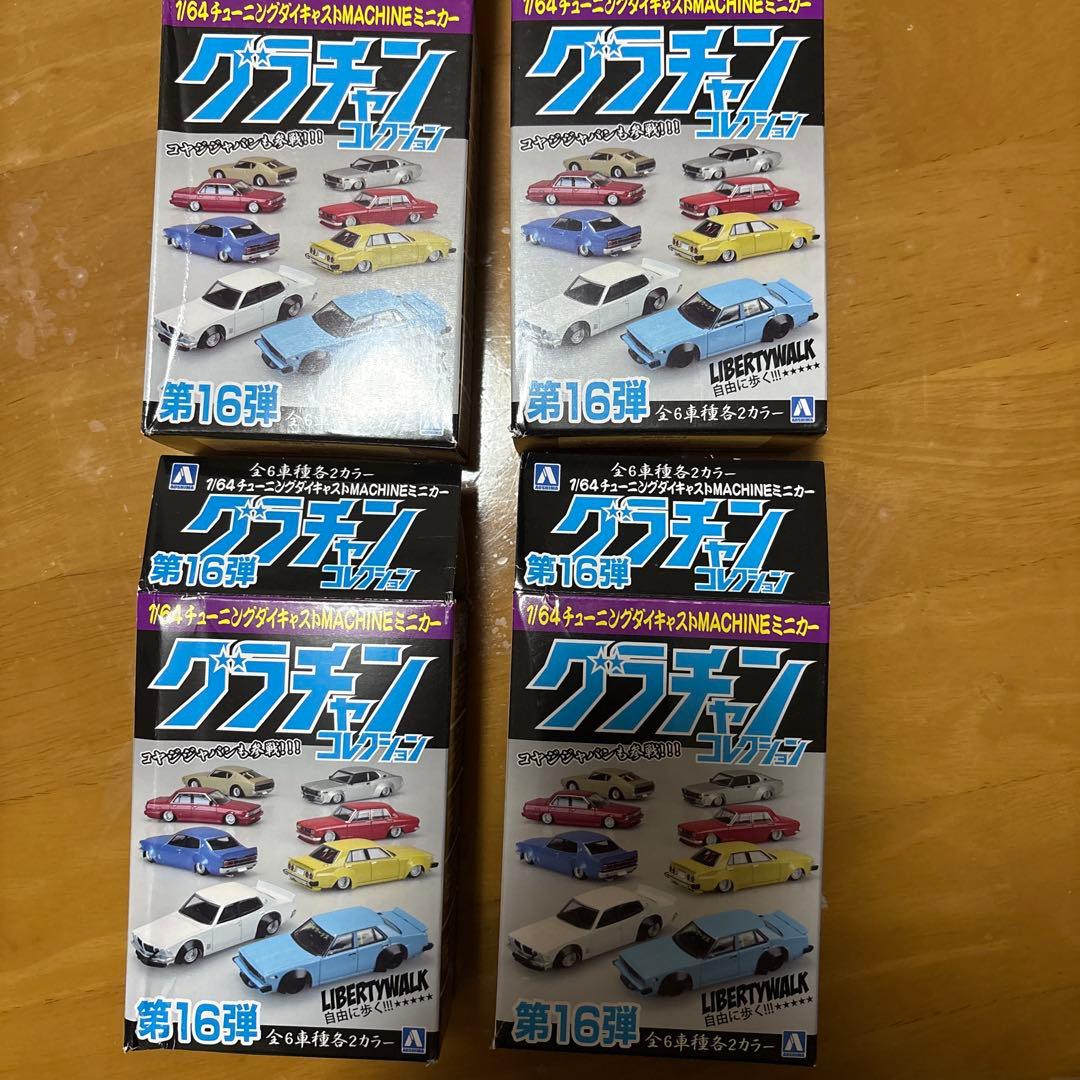 1/64チューニングダイキャストMACHINEミニカー
グラチャン
コレクション
コヤジジャパンも参戦!!!
第16弾
全6車種各2カラー
1/64チューニングダイキャストMACHINEミニカー
グラチャン
コレクション
コヤジジャパンも参戦!!!
LIBERTYWALK
自由に歩く!!!★★★★★
第16弾
全6車種各2カラー
AOSHIMA
AOSHIMA
全6車種各2カラー
1/64チューニングダイキャストMACHINEミニカー
グラチャン
第16弾
コレクション
1/64チューニングダイキャストMACHINEミニカー
グラチャン
コレクション
コヤジジャパンも参戦!!!
LIBERTYWALK
自由に歩く!!!★★★★★
第16弾
全6車種各2カラー
AOSHIMA
AOSHIMA
全6車種各2カラー
1/64チューニングダイキャストMACHINEミニカー
グラチャン
第16弾
コレクション
1/64チューニングダイキャストMACHINEミニカー
グラチャン
コレクション
コヤジジャパンも参戦!!!
LIBERTYWALK
自由に歩く!!!★★★★★
第16弾
全6車種各2カラー
AOSHIMA